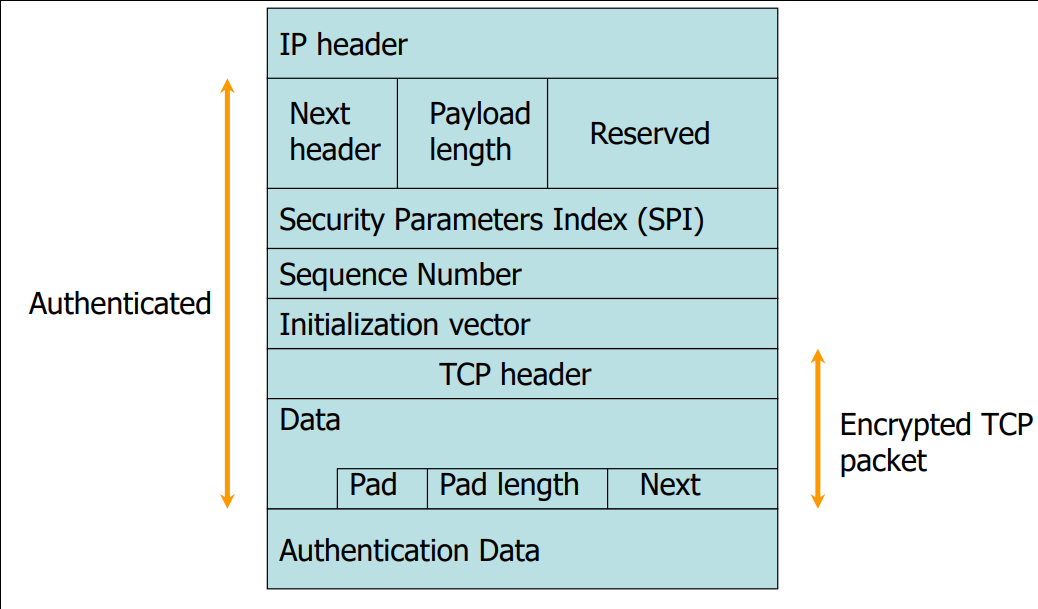 IP header
Next
header
Payload
length
Reserved
Security Parameters Index (SPI)
Sequence Number
Authenticated
Initialization vector
TCP header
Data
Encrypted TCP
packet
Pad
Pad length
Next
Authentication Data